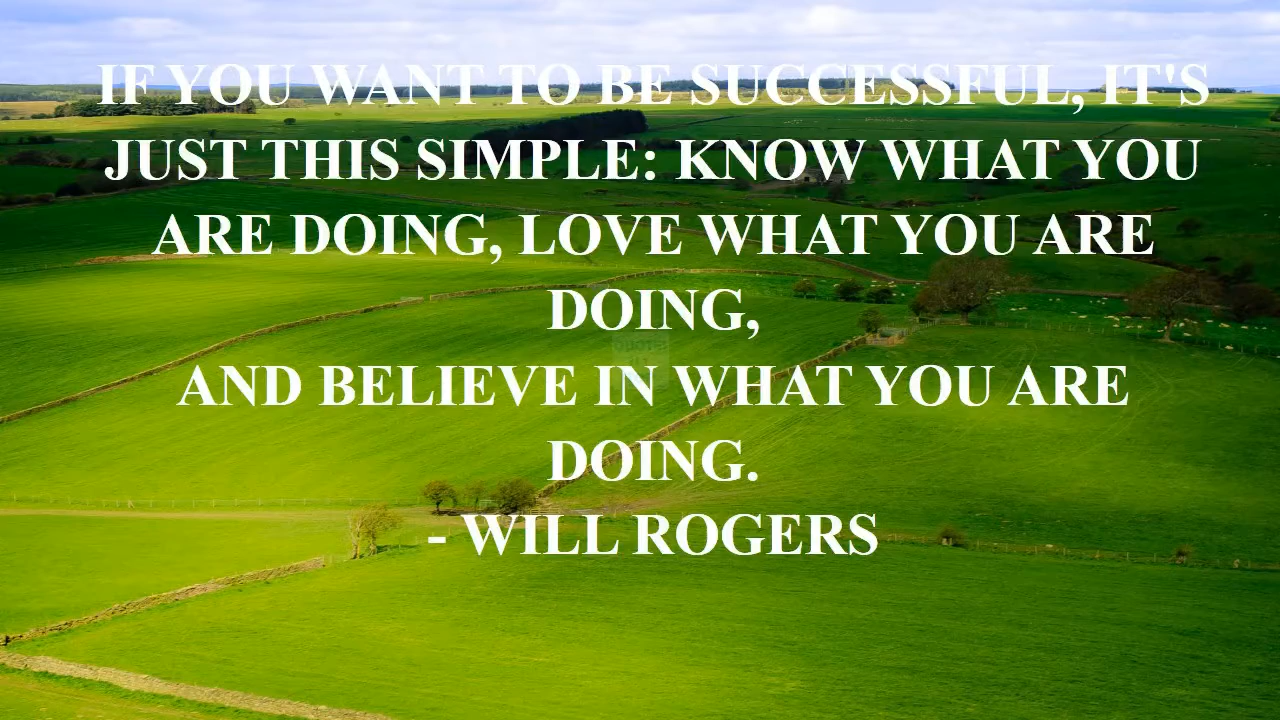 IF YOU WANT TO BE SUCCESSFUL, IT'S
JUST THIS SIMPLE: KNOW WHAT YOU
ARE DOING, LOVE WHAT YOU ARE
DOING,
AND BELIEVE IN WHAT YOU ARE
DOING.
- WILL ROGERS